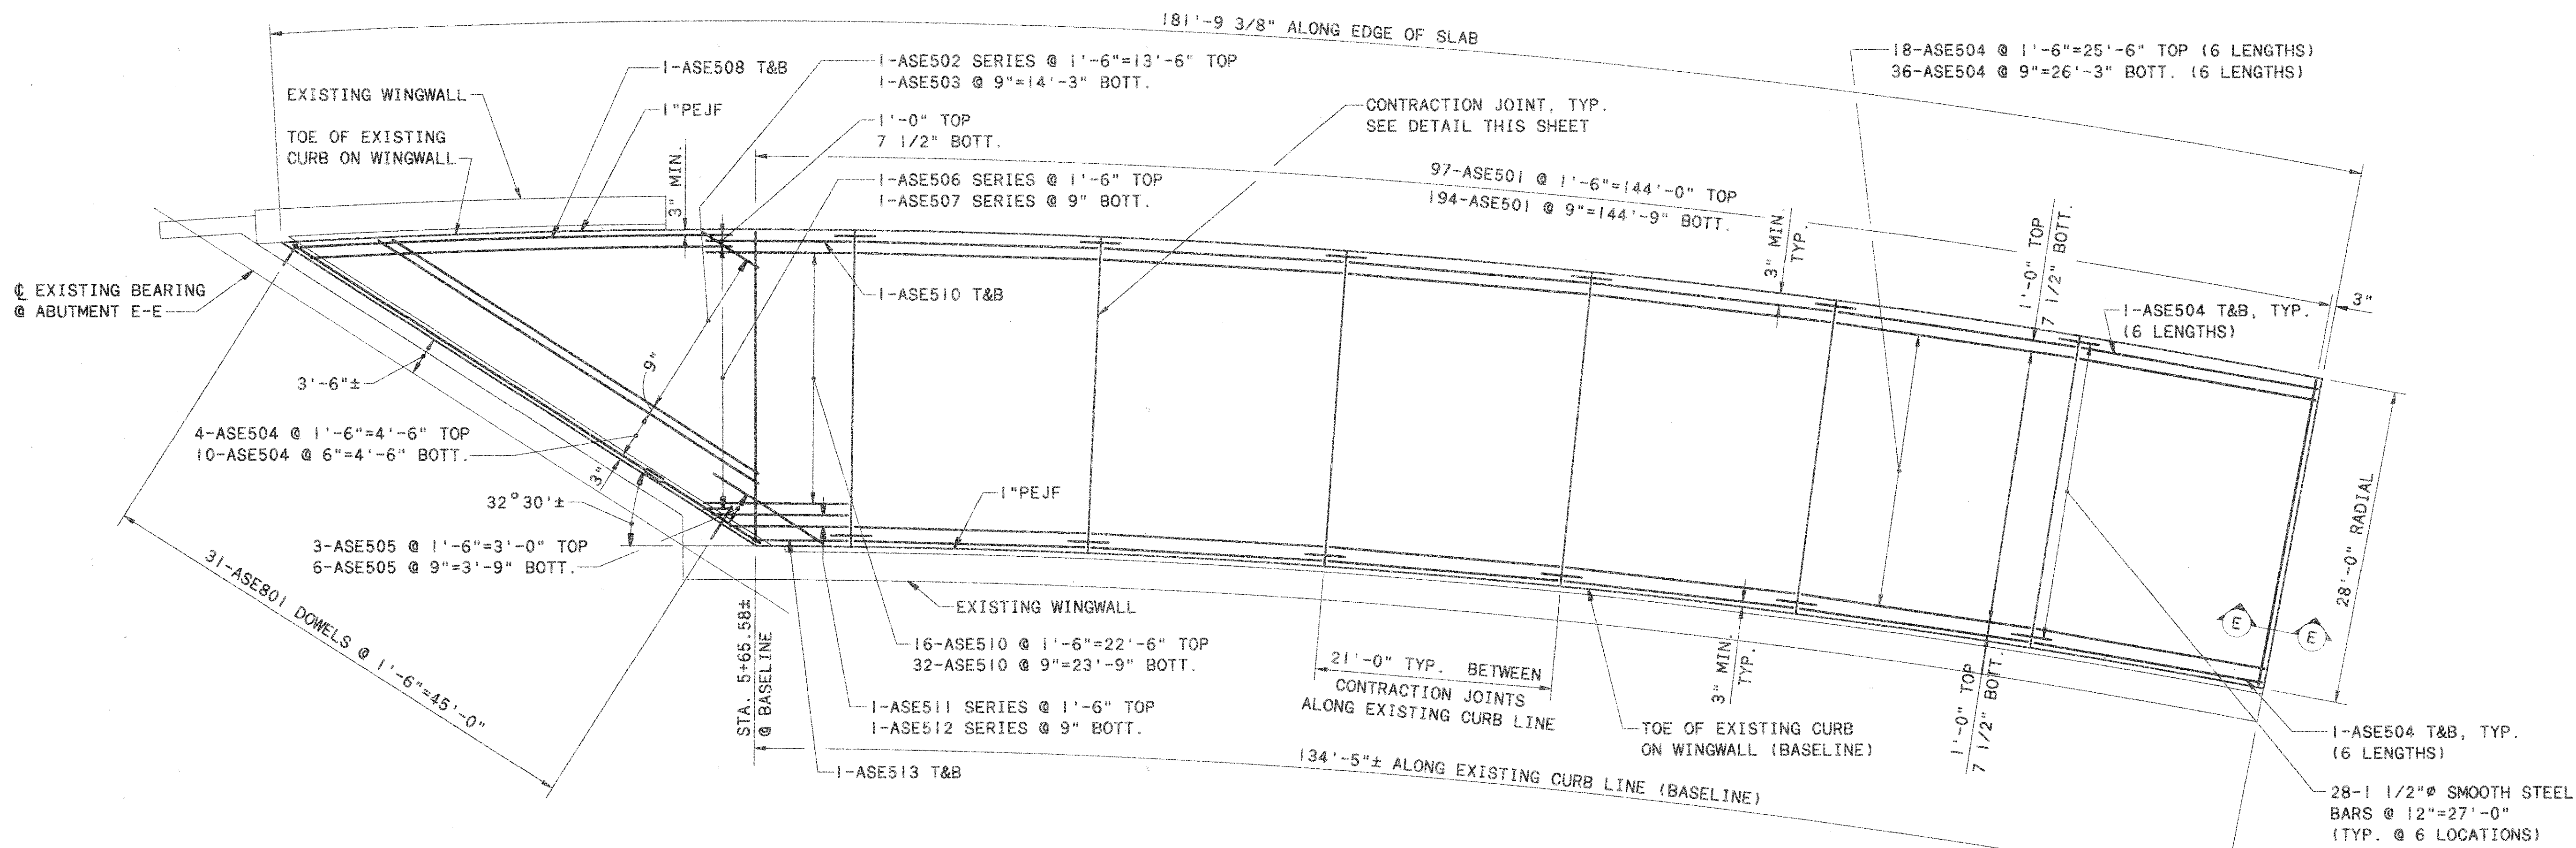 181'-9 3/8" ALONG EDGE OF SLAB
1-ASE508 T&B
1-ASE502 SERIES @ 1'-6"=13'-6" TOP
1-ASE503 @ 9"=14'-3" BOTT.
18-ASE504 @ 1'-6"=25'-6" TOP (6 LENGTHS)
36-ASE504 @ 9"=26'-3" BOTT. (6 LENGTHS)
EXISTING WINGWALL
1"PEJF
CONTRACTION JOINT, TYP.
SEE DETAIL THIS SHEET
TOE OF EXISTING
CURB ON WINGWALL
1'-0" TOP
7 1/2" BOTT.
3" MIN.
97-ASE501 @ 1'-6"=144'-0" TOP
194-ASE501 @ 9"=144'-9" BOTT.
1-ASE506 SERIES @ 1'-6" TOP
1-ASE507 SERIES @ 9" BOTT.
3" MIN.
TYP.
1'-0" TOP
7 1/2" BOTT.
℄ EXISTING BEARING
@ ABUTMENT E-E
1-ASE510 T&B
3"
1-ASE504 T&B, TYP.
(6 LENGTHS)
3'-6"±
9"
4-ASE504 @ 1'-6"=4'-6" TOP
10-ASE504 @ 6"=4'-6" BOTT.
3"
32°30'±
1"PEJF
28'-0" RADIAL
3-ASE505 @ 1'-6"=3'-0" TOP
6-ASE505 @ 9"=3'-9" BOTT.
31-ASE801 DOWELS @ 1'-6"=45'-0"
EXISTING WINGWALL
E
E
STA. 5+65.58±
@ BASELINE
16-ASE510 @ 1'-6"=22'-6" TOP
32-ASE510 @ 9"=23'-9" BOTT.
21'-0" TYP. BETWEEN
CONTRACTION JOINTS
ALONG EXISTING CURB LINE
3" MIN.
TYP.
1'-0" TOP
7 1/2" BOTT.
1-ASE511 SERIES @ 1'-6" TOP
1-ASE512 SERIES @ 9" BOTT.
TOE OF EXISTING CURB
ON WINGWALL (BASELINE)
1-ASE504 T&B, TYP.
(6 LENGTHS)
1-ASE513 T&B
134'-5"± ALONG EXISTING CURB LINE (BASELINE)
28-1 1/2"Ø SMOOTH STEEL
BARS @ 12"=27'-0"
(TYP. @ 6 LOCATIONS)